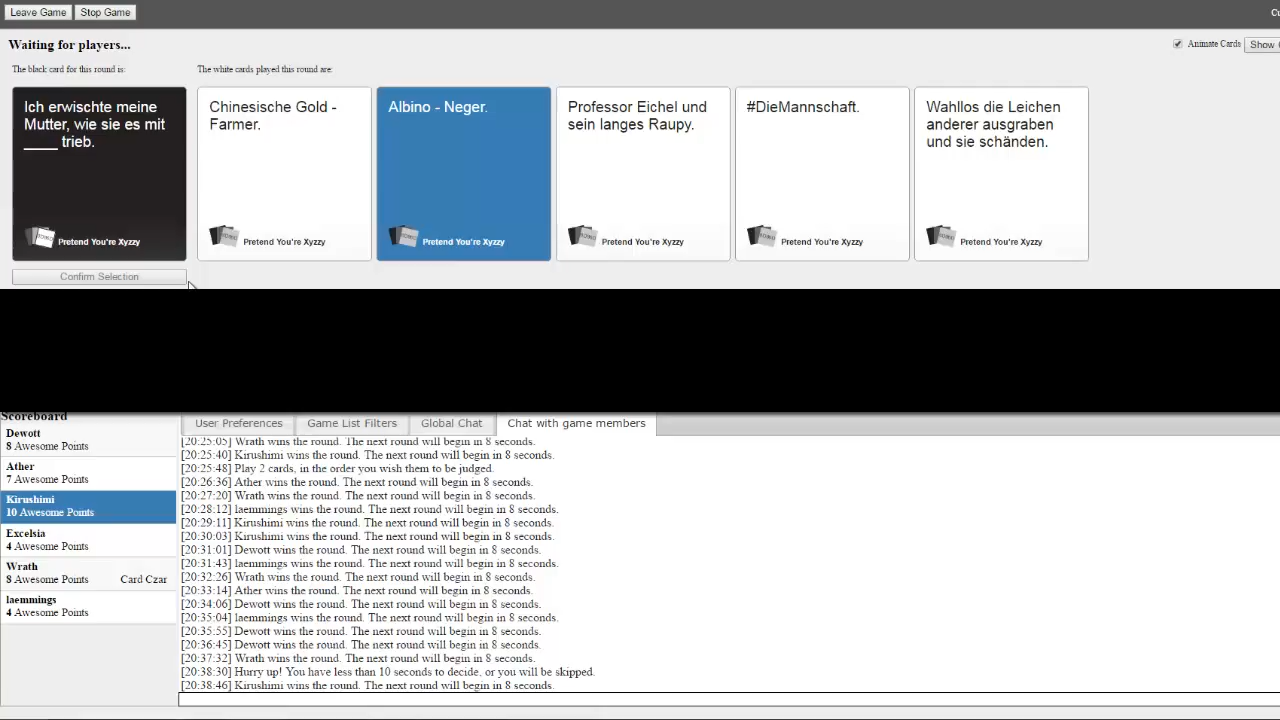 Leave Game
Stop Game
Waiting for players...
Animate Cards
Show
The black card for this round is:
The white cards played this round are:
Ich erwischte meine
Mutter, wie sie es mit
____ trieb.
Pretend You're Xyzzy
Chinesische Gold -
Farmer.
Pretend You're Xyzzy
Albino - Neger.
Pretend You're Xyzzy
Professor Eichel und
sein langes Raupy.
Pretend You're Xyzzy
#DieMannschaft.
Pretend You're Xyzzy
Wahllos die Leichen
anderer ausgraben
und sie schänden.
Pretend You're Xyzzy
Confirm Selection
Scoreboard
Dewott
8 Awesome Points
Ather
7 Awesome Points
Kirushimi
10 Awesome Points
Excelsia
4 Awesome Points
Wrath
8 Awesome Points Card Czar
laemmings
4 Awesome Points
User Preferences
Game List Filters
Global Chat
Chat with game members
[20:25:05] Wrath wins the round. The next round will begin in 8 seconds.
[20:25:40] Kirushimi wins the round. The next round will begin in 8 seconds.
[20:25:48] Play 2 cards, in the order you wish them to be judged.
[20:26:36] Ather wins the round. The next round will begin in 8 seconds.
[20:27:20] Wrath wins the round. The next round will begin in 8 seconds.
[20:28:12] laemmings wins the round. The next round will begin in 8 seconds.
[20:29:11] Kirushimi wins the round. The next round will begin in 8 seconds.
[20:30:03] Kirushimi wins the round. The next round will begin in 8 seconds.
[20:31:01] Dewott wins the round. The next round will begin in 8 seconds.
[20:31:43] laemmings wins the round. The next round will begin in 8 seconds.
[20:32:26] Wrath wins the round. The next round will begin in 8 seconds.
[20:33:14] Ather wins the round. The next round will begin in 8 seconds.
[20:34:06] Dewott wins the round. The next round will begin in 8 seconds.
[20:35:04] laemmings wins the round. The next round will begin in 8 seconds.
[20:35:55] Dewott wins the round. The next round will begin in 8 seconds.
[20:36:45] Dewott wins the round. The next round will begin in 8 seconds.
[20:37:32] Wrath wins the round. The next round will begin in 8 seconds.
[20:38:30] Hurry up! You have less than 10 seconds to decide, or you will be skipped.
[20:38:46] Kirushimi wins the round. The next round will begin in 8 seconds.